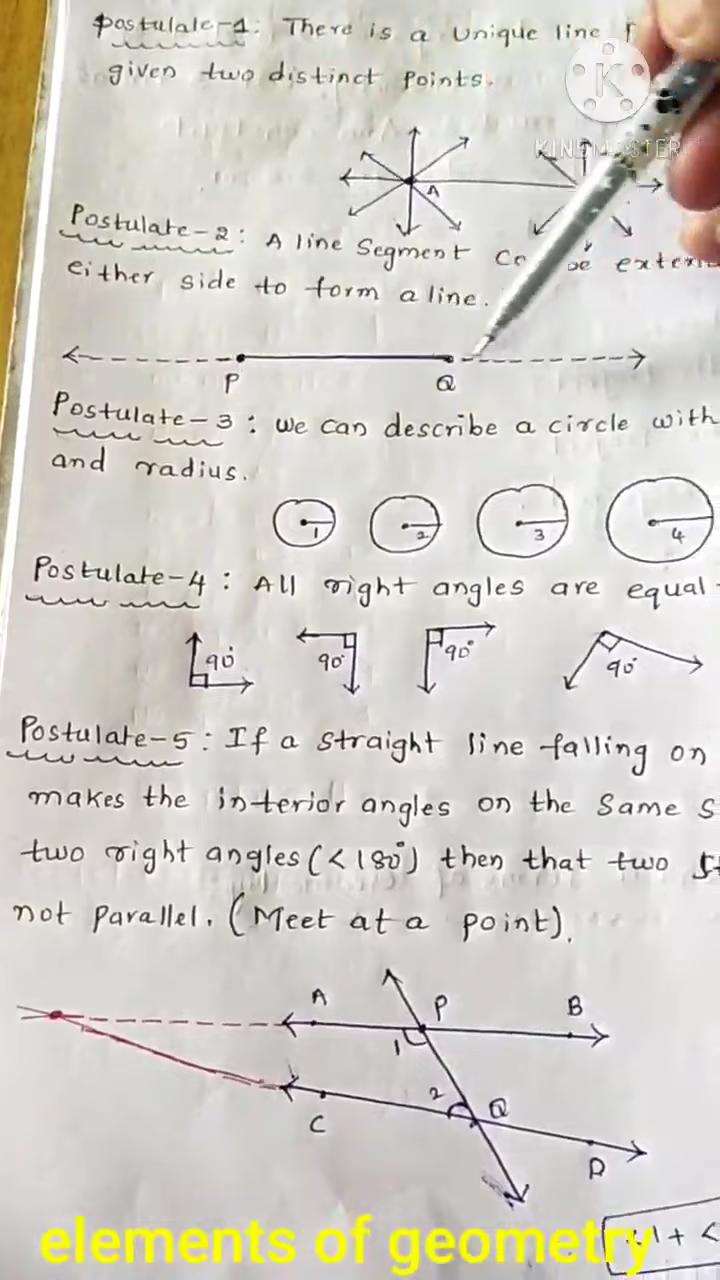 Postulate-1: There is a unique line
given two distinct points.
KINEMASTER
A
Postulate-2: A line Segment be
either side to form a line.
P Q
Postulate-3: we can describe a circle with
and radius.
1 2 3 4
Postulate-4: All right angles are equal
90° 90° 90° 90°
Postulate-5: If a straight line falling on
makes the interior angles on the same
two right angles (<180°) then that two
not parallel. (Meet at a point).
A P B
1
2 Q
C D
elements of geometry